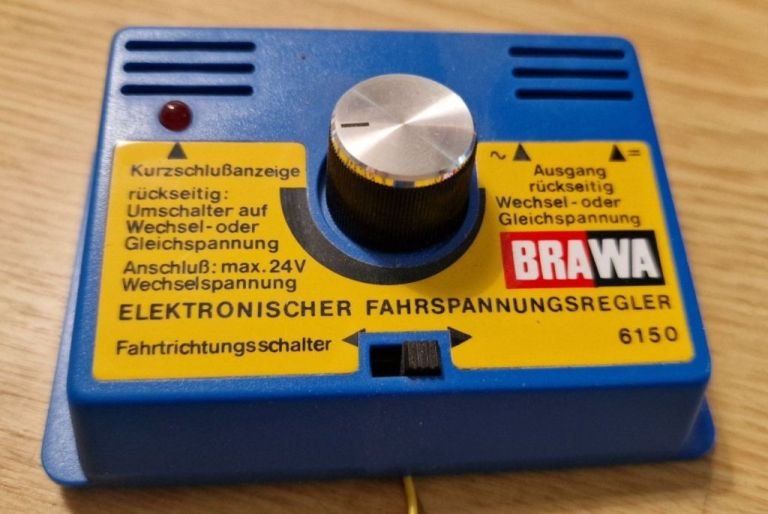 Kurzschlußanzeige
rückseitig:
Umschalter auf
Wechsel-oder
Gleichspannung
Anschluß: max. 24V
Wechselspannung
~ =
Ausgang
rückseitig
Wechsel-oder
Gleichspannung
BRAWA
ELEKTRONISCHER FAHRSPANNUNGSREGLER
Fahrtrichtungsschalter
6150